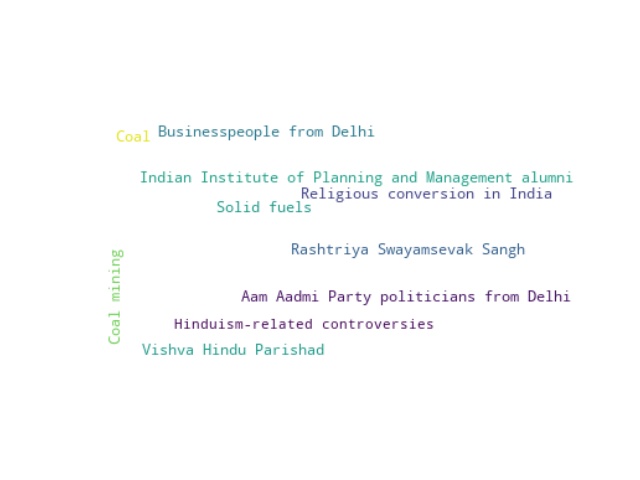 Coal
Businesspeople from Delhi
Indian Institute of Planning and Management alumni
Religious conversion in India
Solid fuels
Rashtriya Swayamsevak Sangh
Coal mining
Aam Aadmi Party politicians from Delhi
Hinduism-related controversies
Vishva Hindu Parishad